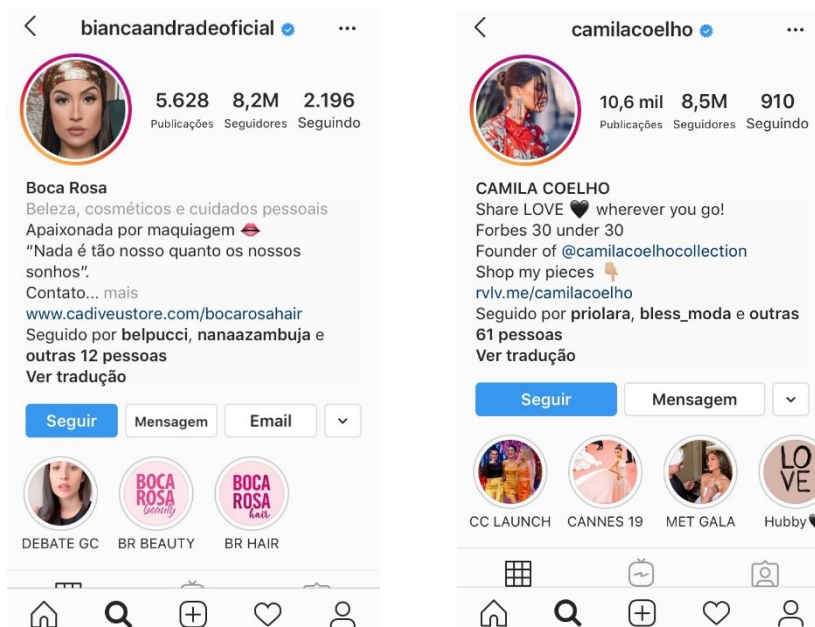 biancaandradeoficial
5.628 8,2M 2.196
Publicações Seguidores Seguindo
Boca Rosa
Beleza, cosméticos e cuidados pessoais
Apaixonada por maquiagem
“Nada é tão nosso quanto os nossos
sonhos”.
Contato... mais
www.cadiveustore.com/bocarosahair
Seguido por belpucci, nanaazambuja e
outras 12 pessoas
Ver tradução
Seguir Mensagem Email
BOCA
ROSA
beauty
BOCA
ROSA
hair
DEBATE GC BR BEAUTY BR HAIR
camilacoelho
10,6 mil 8,5M 910
Publicações Seguidores Seguindo
CAMILA COELHO
Share LOVE 🖤 wherever you go!
Forbes 30 under 30
Founder of @camilacoelhocollection
Shop my pieces 👇🏼
rvlv.me/camilacoelho
Seguido por priolara, bless_moda e outras
61 pessoas
Ver tradução
Seguir Mensagem
LO
VE
CC LAUNCH CANNES 19 MET GALA Hubby🖤